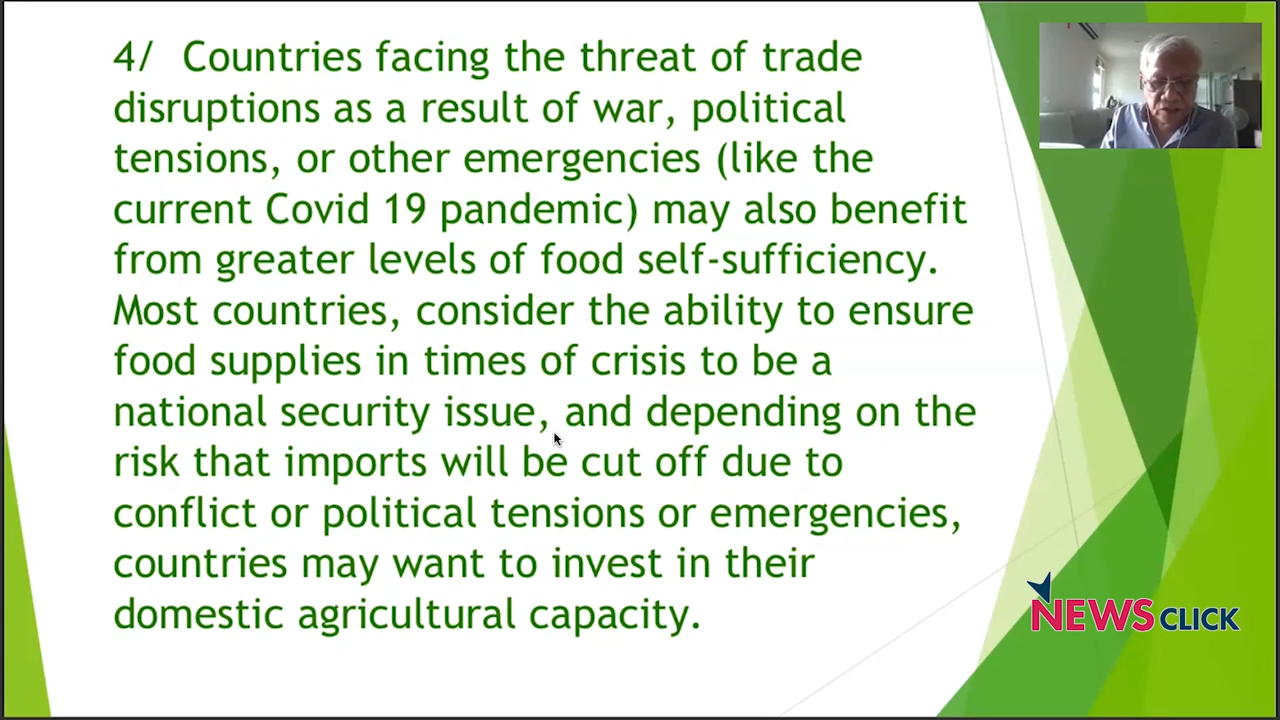 4/ Countries facing the threat of trade
disruptions as a result of war, political
tensions, or other emergencies (like the
current Covid 19 pandemic) may also benefit
from greater levels of food self-sufficiency.
Most countries, consider the ability to ensure
food supplies in times of crisis to be a
national security issue, and depending on the
risk that imports will be cut off due to
conflict or political tensions or emergencies,
countries may want to invest in their
domestic agricultural capacity.
NEWSCLICK